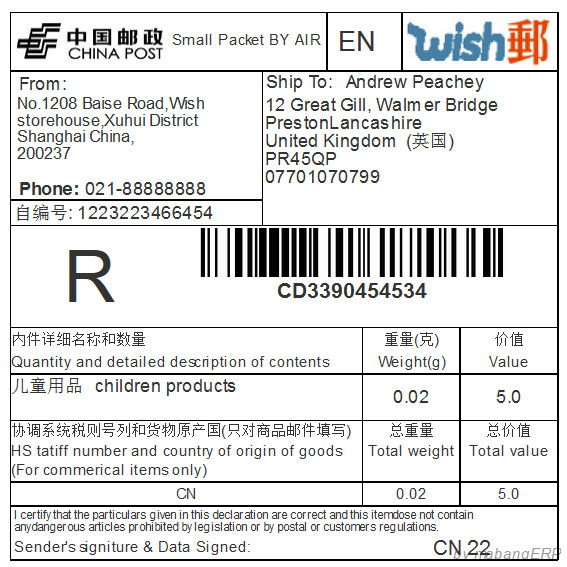 中国邮政
CHINA POST
Small Packet BY AIR
EN
wish郵
From:
No.1208 Baise Road,Wish
storehouse,Xuhui District
Shanghai China,
200237
Phone: 021-88888888
自编号: 1223223466454
Ship To: Andrew Peachey
12 Great Gill, Walmer Bridge
PrestonLancashire
United Kingdom (英国)
PR45QP
07701070799
R
CD3390454534
内件详细名称和数量
Quantity and detailed description of contents
重量(克)
Weight(g)
价值
Value
儿童用品 children products
0.02
5.0
协调系统税则号列和货物原产国(只对商品邮件填写)
HS tatiff number and country of origin of goods
(For commerical items only)
总重量
Total weight
总价值
Total value
CN
0.02
5.0
I certify that the particulars given in this declaration are correct and this itemdose not contain
anydangerous articles prohibited by legislation or by postal or customers regulations.
Sender's signiture & Data Signed:
CN 22
by mabangERP